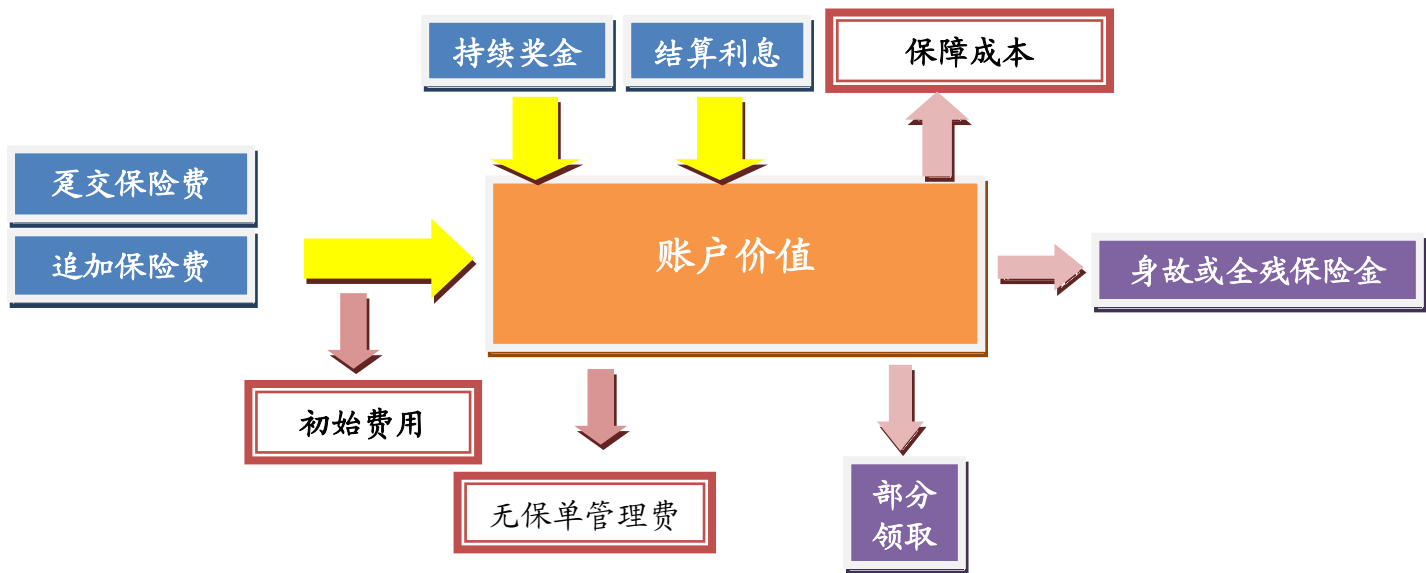 持续奖金
结算利息
保障成本
趸交保险费
追加保险费
账户价值
身故或全残保险金
初始费用
无保单管理费
部分
领取